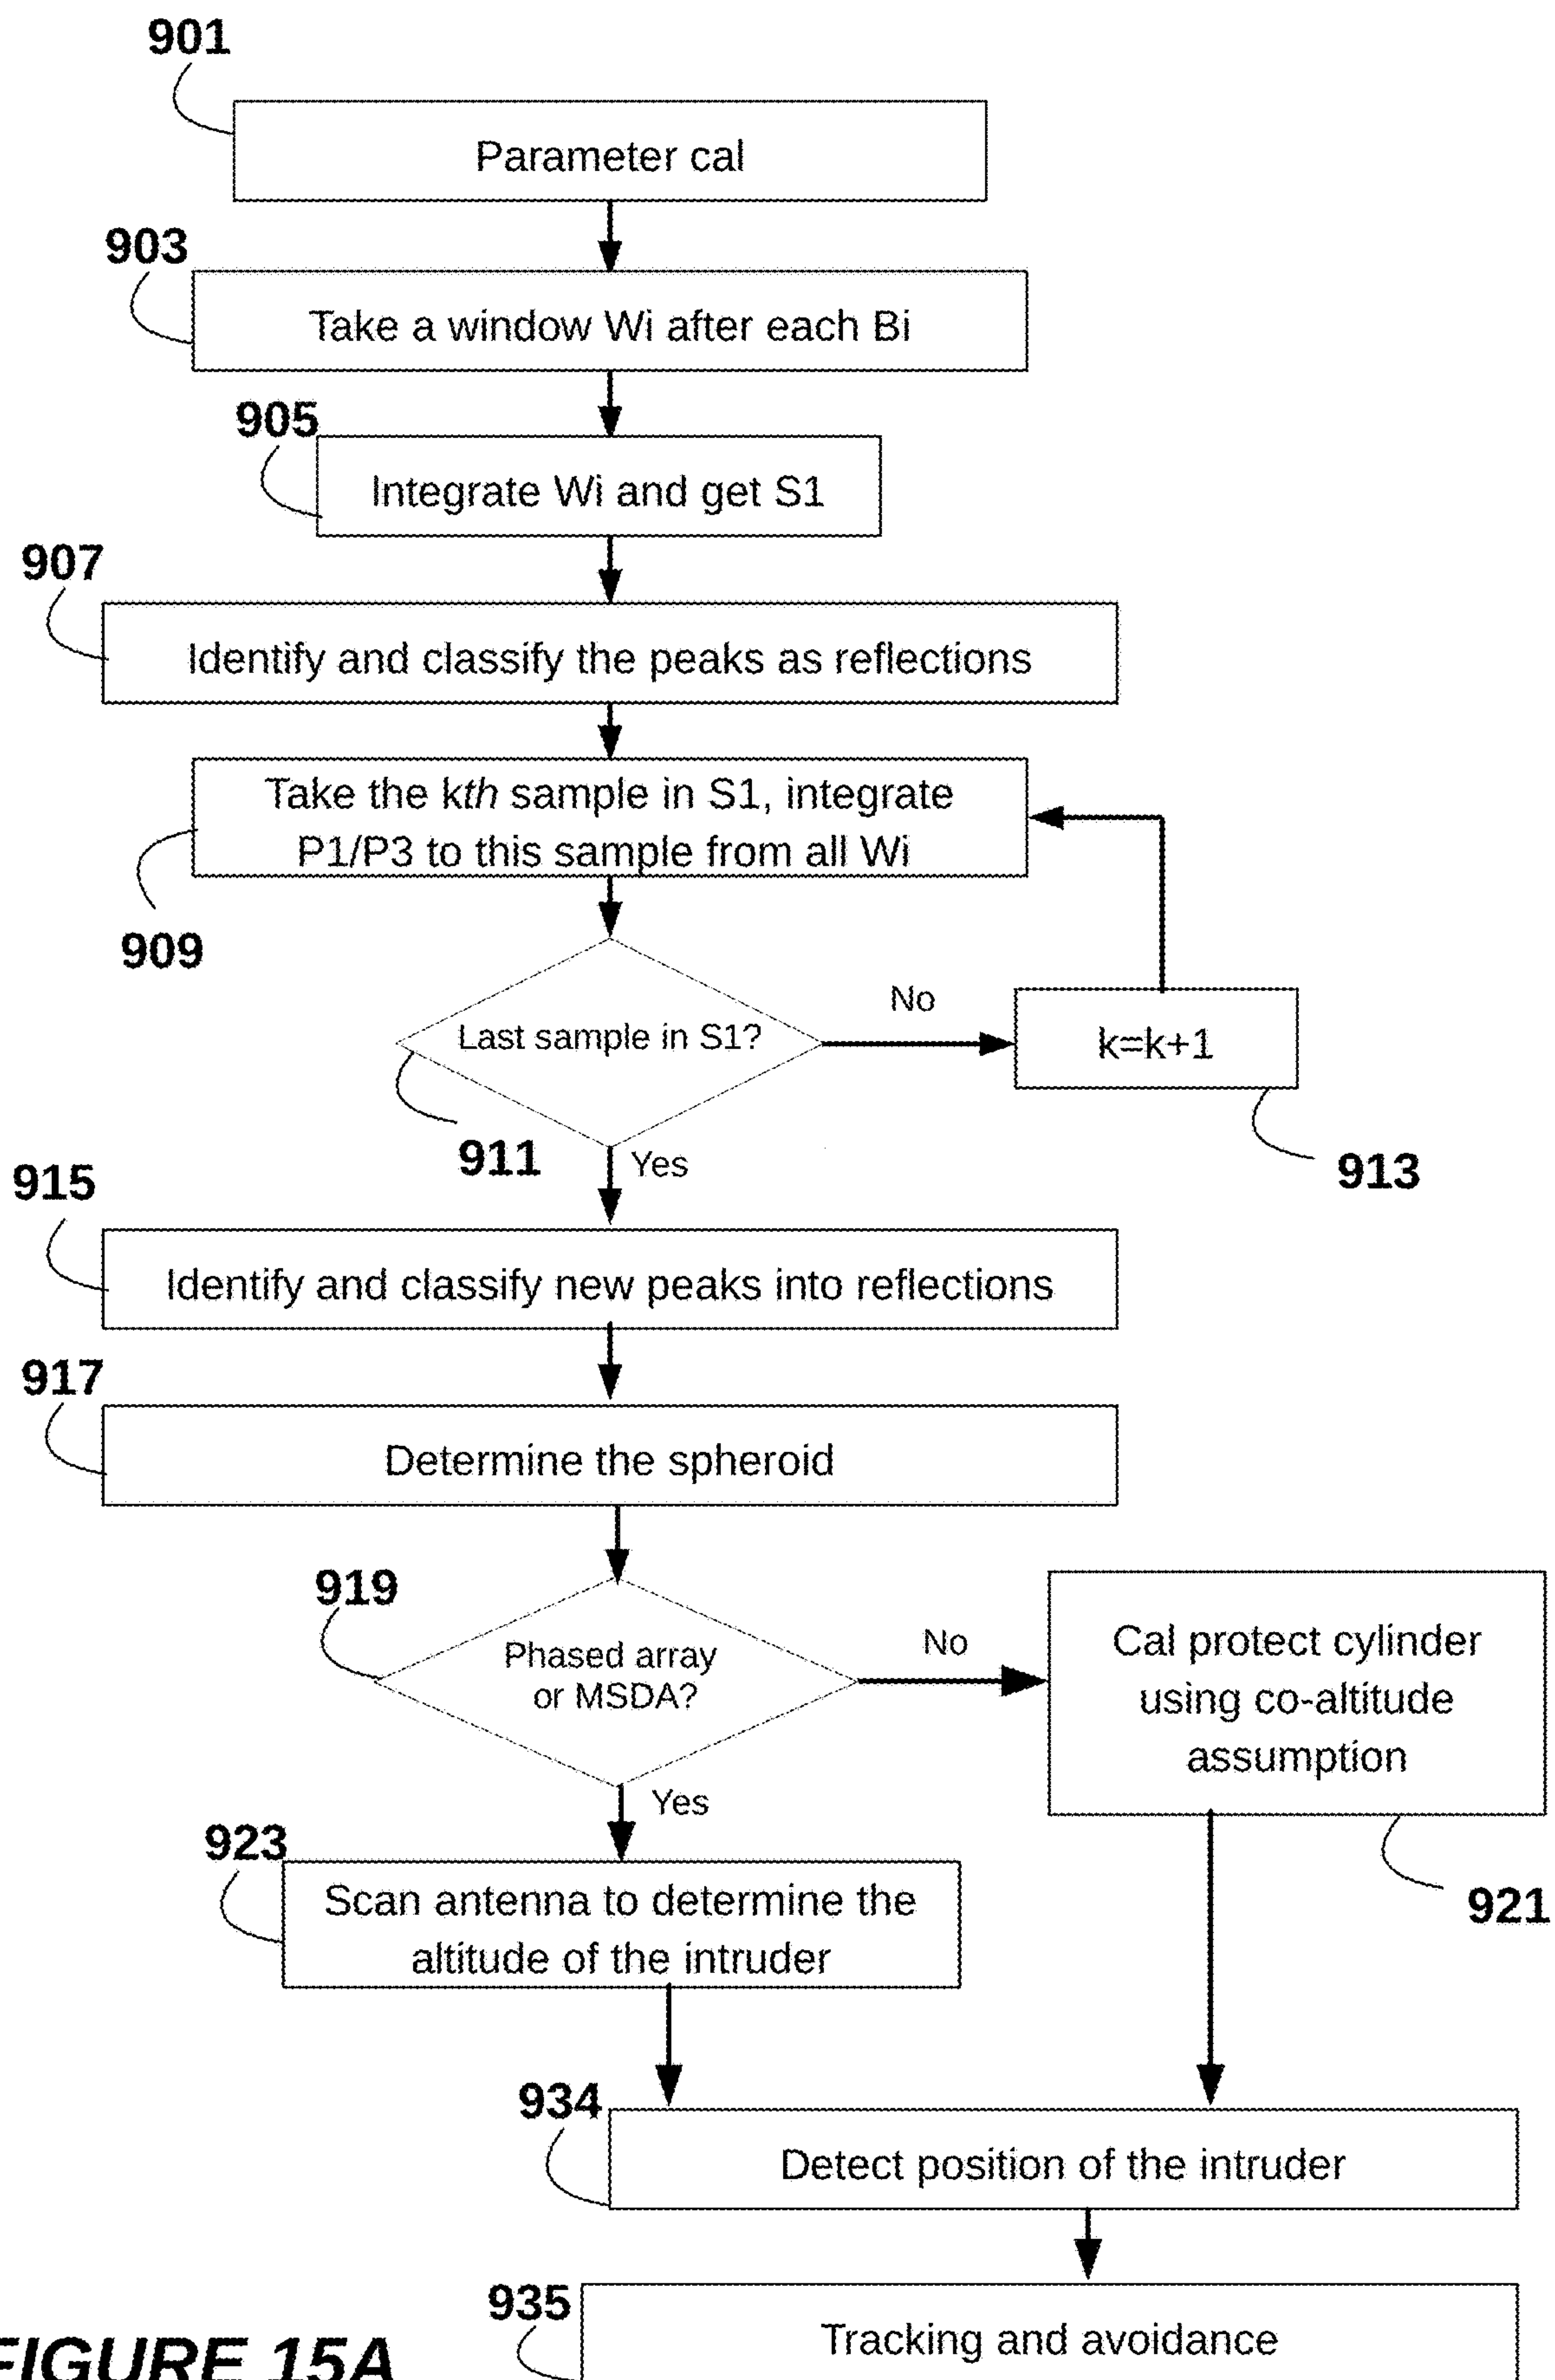 901
Parameter cal
903
Take a window Wi after each Bi
905
Integrate Wi and get S1
907
Identify and classify the peaks as reflections
Take the kth sample in S1, integrate
P1/P3 to this sample from all Wi
909
Last sample in S1?
No
k=k+1
911
Yes
913
915
Identify and classify new peaks into reflections
917
Determine the spheroid
919
Phased array
or MSDA?
No
Cal protect cylinder
using co-altitude
assumption
Yes
921
923
Scan antenna to determine the
altitude of the intruder
934
Detect position of the intruder
935
Tracking and avoidance
FIGURE 15A